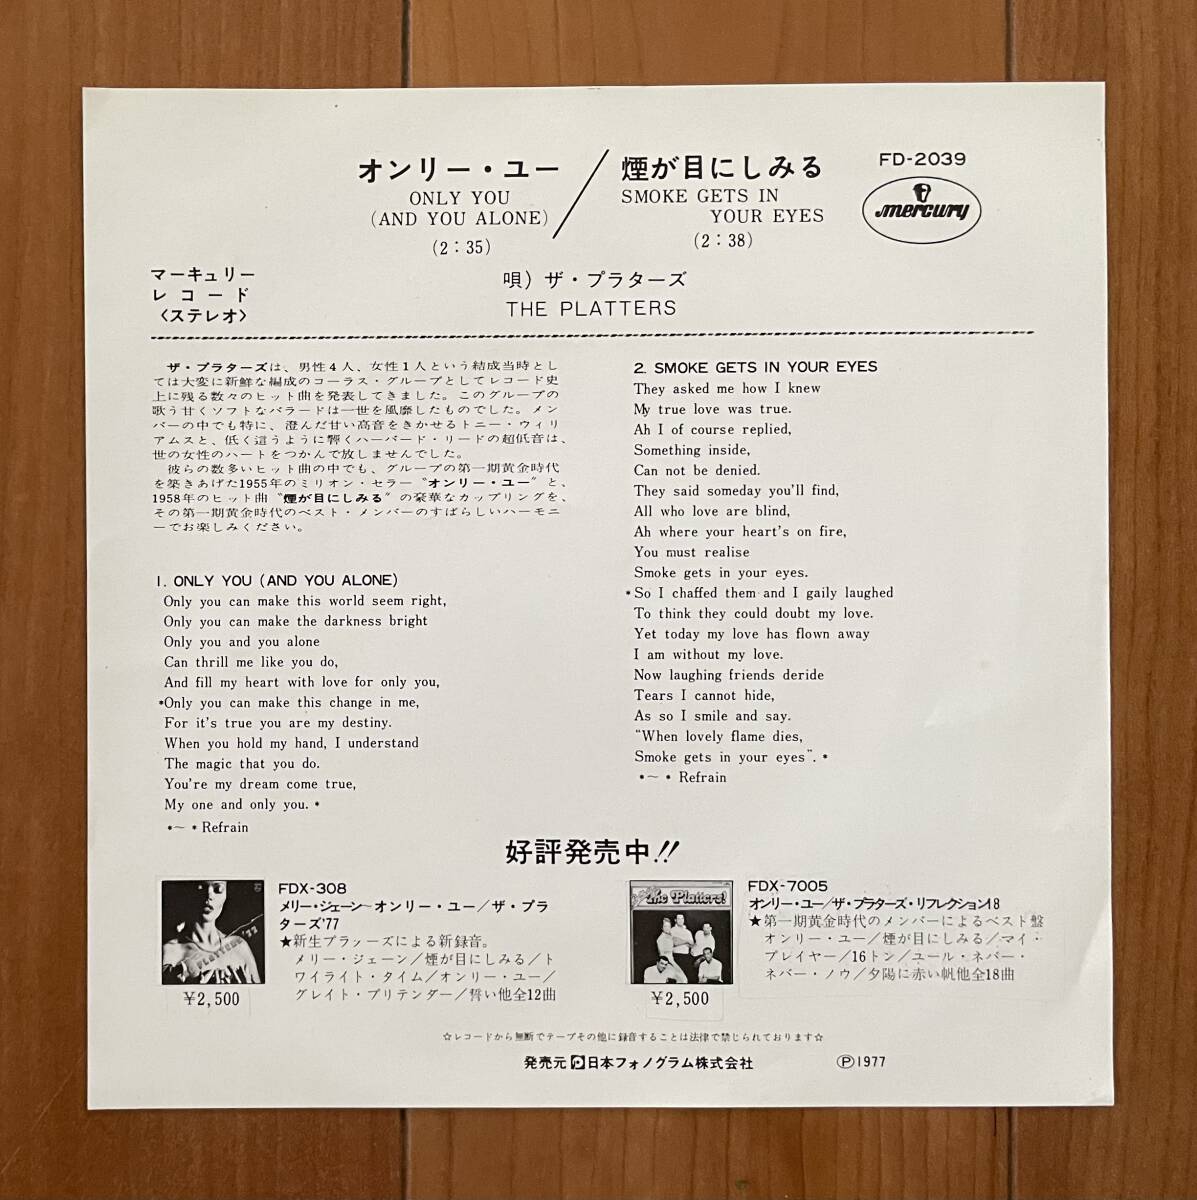 オンリー・ユー／煙が目にしみる
ONLY YOU
(AND YOU ALONE)
(2：35)
SMOKE GETS IN
YOUR EYES
(2：38)
FD-2039
mercury
マーキュリー
レコード
〈ステレオ〉
唄）ザ・プラターズ
THE PLATTERS
ザ・プラターズは、男性4人、女性1人という結成当時とし
ては大変に新鮮な編成のコーラス・グループとしてレコード史
上に残る数々のヒット曲を発表してきました。このグループの
歌う甘くソフトなバラードは一世を風靡したものでした。メン
バーの中でも特に、澄んだ甘い高音をきかせるトニー・ウィリ
アムスと、低く這うように響くハーバード・リードの超低音は、
世の女性のハートをつかんで放しませんでした。
彼らの数多いヒット曲の中でも、グループの第一期黄金時代
を築きあげた1955年のミリオン・セラー〝オンリー・ユー〟と、
1958年のヒット曲〝煙が目にしみる〟の豪華なカップリングを、
その第一期黄金時代のベスト・メンバーのすばらしいハーモニ
ーでお楽しみください。
1. ONLY YOU (AND YOU ALONE)
Only you can make this world seem right,
Only you can make the darkness bright
Only you and you alone
Can thrill me like you do,
And fill my heart with love for only you,
*Only you can make this change in me,
For it's true you are my destiny.
When you hold my hand, I understand
The magic that you do.
You're my dream come true,
My one and only you. *
*～* Refrain
2. SMOKE GETS IN YOUR EYES
They asked me how I knew
My true love was true.
Ah I of course replied,
Something inside,
Can not be denied.
They said someday you'll find,
All who love are blind,
Ah where your heart's on fire,
You must realise
Smoke gets in your eyes.
*So I chaffed them and I gaily laughed
To think they could doubt my love.
Yet today my love has flown away
I am without my love.
Now laughing friends deride
Tears I cannot hide,
As so I smile and say.
"When lovely flame dies,
Smoke gets in your eyes". *
*～* Refrain
好評発売中!!
FDX-308
メリー・ジェーン～オンリー・ユー／ザ・プラ
ターズ'77
★新生プラッーズによる新録音。
メリー・ジェーン／煙が目にしみる／ト
ワイライト・タイム／オンリー・ユー／
グレイト・プリテンダー／誓い他全12曲
¥2,500
The Platters!
FDX-7005
オンリー・ユー／ザ・プラターズ・リフレクション18
★第一期黄金時代のメンバーによるベスト盤
オンリー・ユー／煙が目にしみる／マイ・
プレイヤー／16トン／ユール・ネバー・
ネバー・ノウ／夕陽に赤い帆他全18曲
¥2,500
☆レコードから無断でテープその他に録音することは法律で禁じられております☆
発売元 日本フォノグラム株式会社
Ⓟ1977